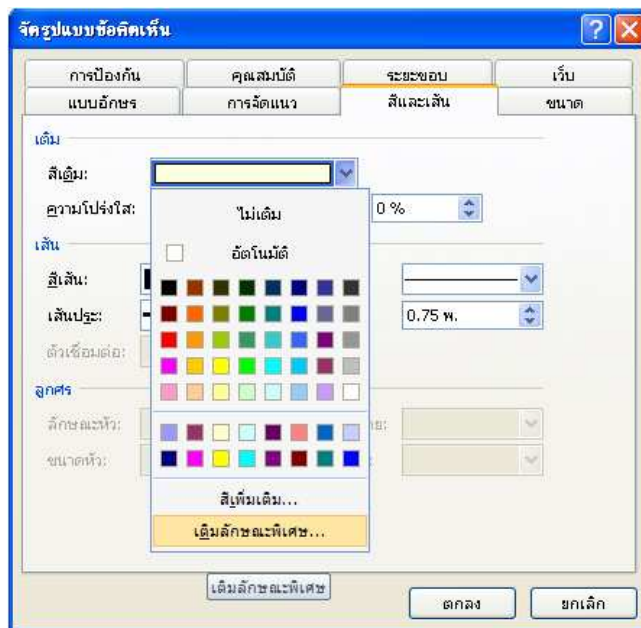 จัดรูปแบบข้อคิดเห็น
การป้องกัน คุณสมบัติ ระยะขอบ เว็บ
แบบอักษร การจัดแนว สีและเส้น ขนาด
เติม
สีเติม:
ความโปร่งใส: 0 %
ไม่เติม
อัตโนมัติ
เส้น
สีเส้น:
เส้นประ: 0.75 พ.
ตัวเชื่อมต่อ:
ลูกศร
ลักษณะหัว:
ขนาดหัว:
สีเพิ่มเติม...
เติมลักษณะพิเศษ...
เติมลักษณะพิเศษ
ตกลง ยกเลิก